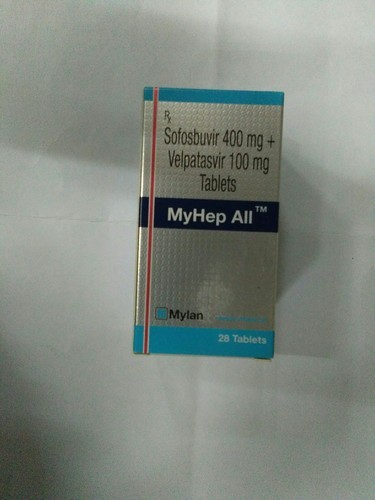 Rx
Sofosbuvir 400 mg +
Velpatasvir 100 mg
Tablets
MyHep All™
Mylan
28 Tablets